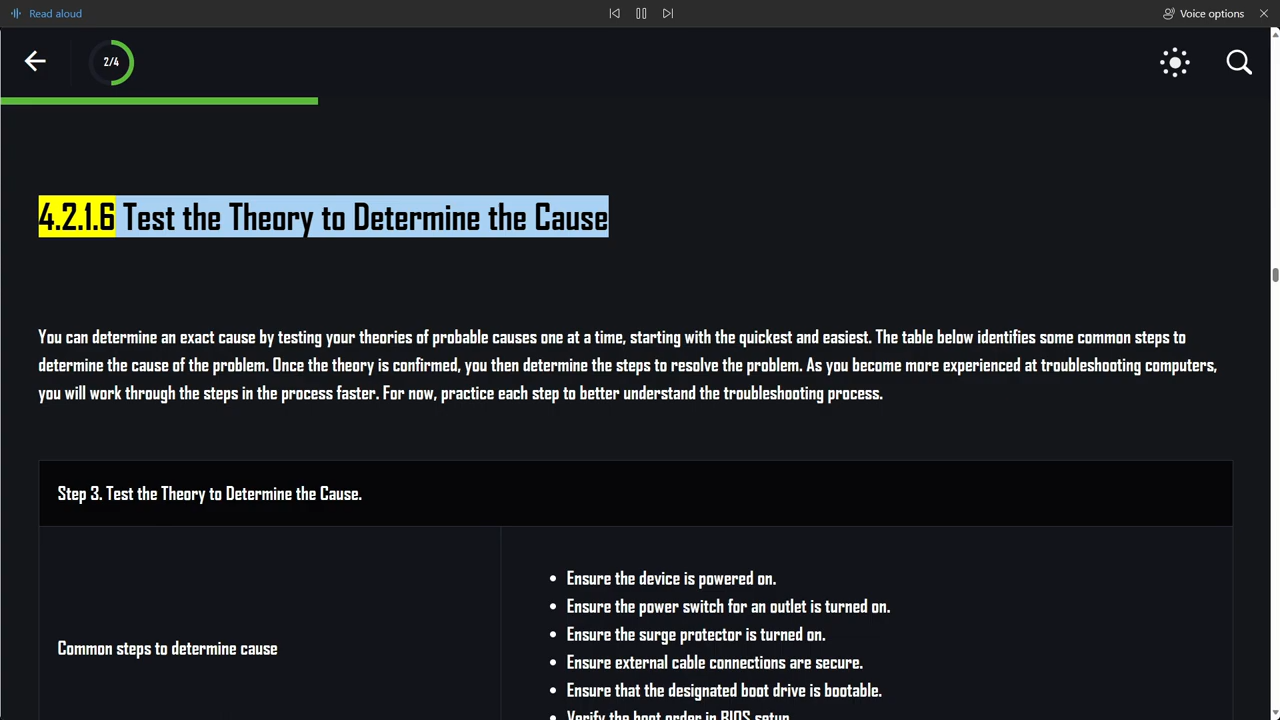 Read aloud
Voice options
2/4
4.2.1.6 Test the Theory to Determine the Cause
You can determine an exact cause by testing your theories of probable causes one at a time, starting with the quickest and easiest. The table below identifies some common steps to
determine the cause of the problem. Once the theory is confirmed, you then determine the steps to resolve the problem. As you become more experienced at troubleshooting computers,
you will work through the steps in the process faster. For now, practice each step to better understand the troubleshooting process.
Step 3. Test the Theory to Determine the Cause.
Common steps to determine cause
• Ensure the device is powered on.
• Ensure the power switch for an outlet is turned on.
• Ensure the surge protector is turned on.
• Ensure external cable connections are secure.
• Ensure that the designated boot drive is bootable.
• Verify the boot order in BIOS setup.